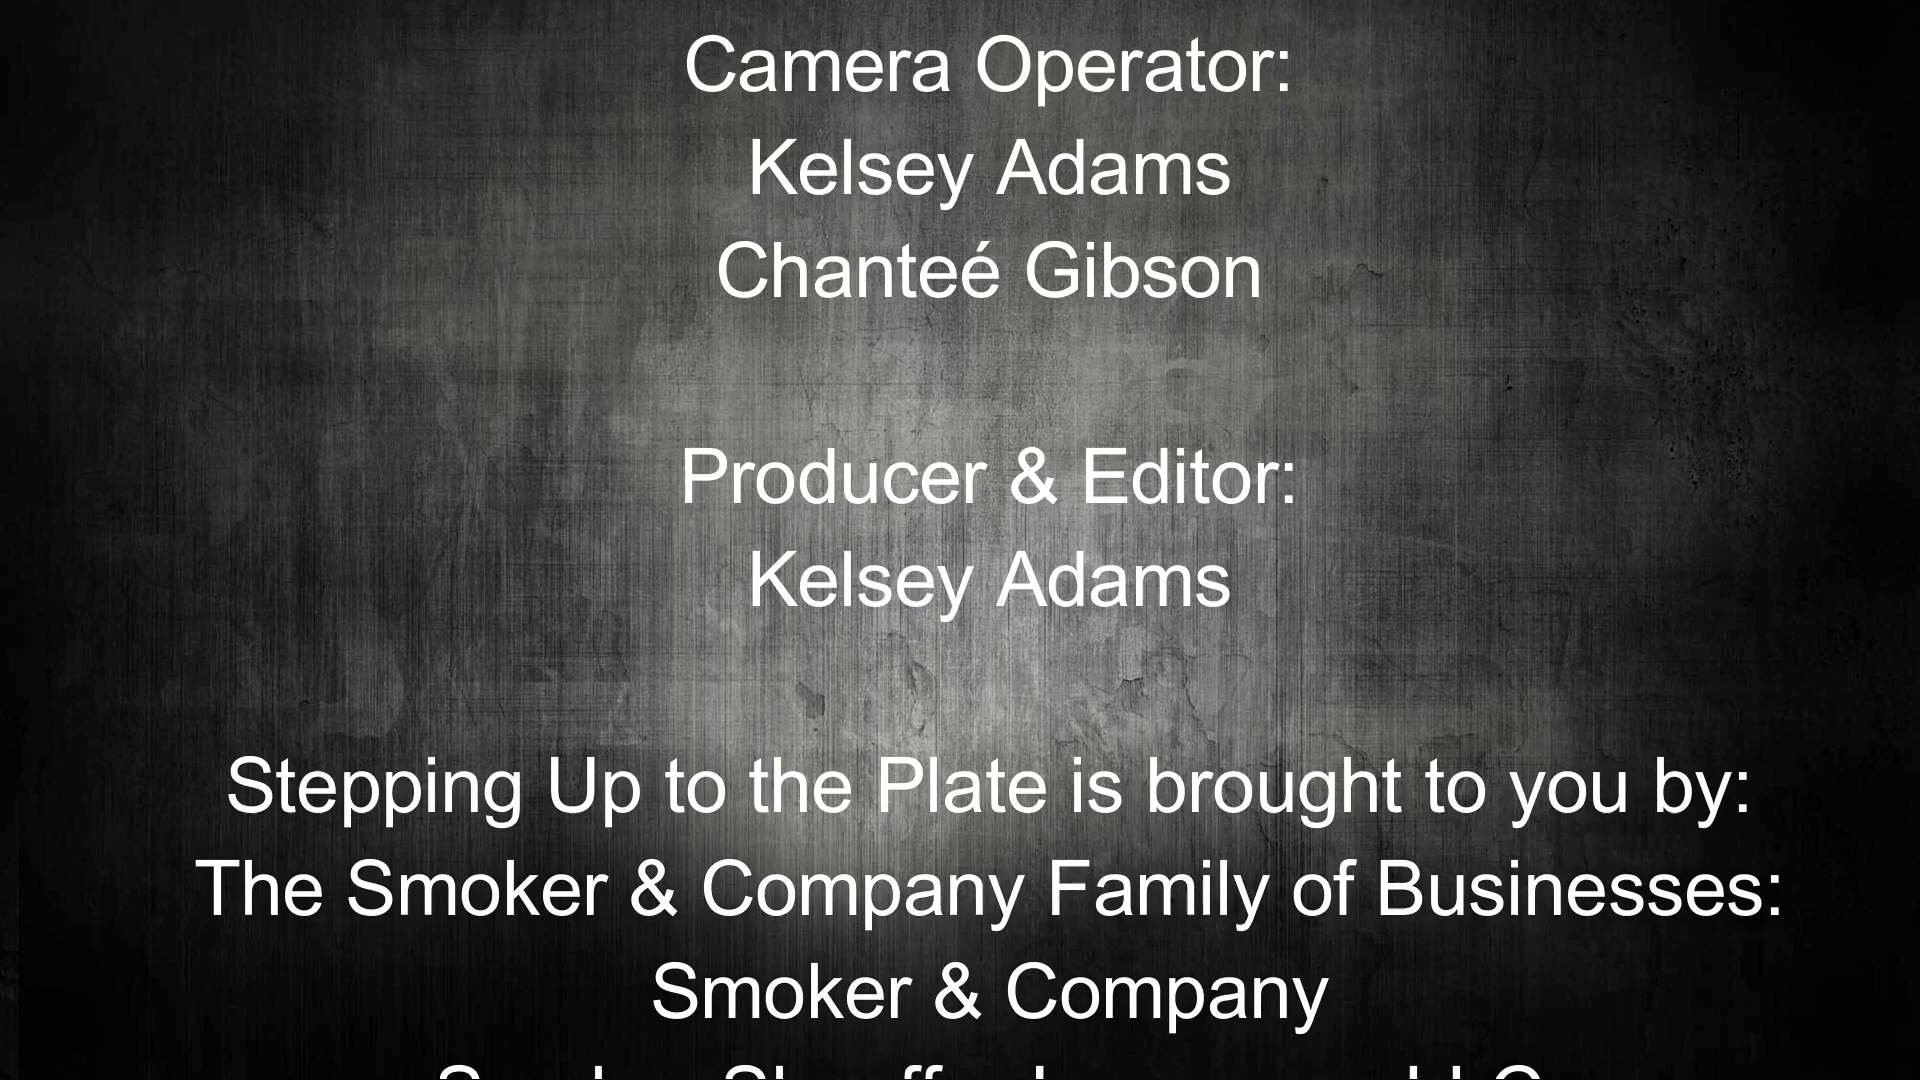 Camera Operator:
Kelsey Adams
Chanteé Gibson
Producer & Editor:
Kelsey Adams
Stepping Up to the Plate is brought to you by:
The Smoker & Company Family of Businesses:
Smoker & Company